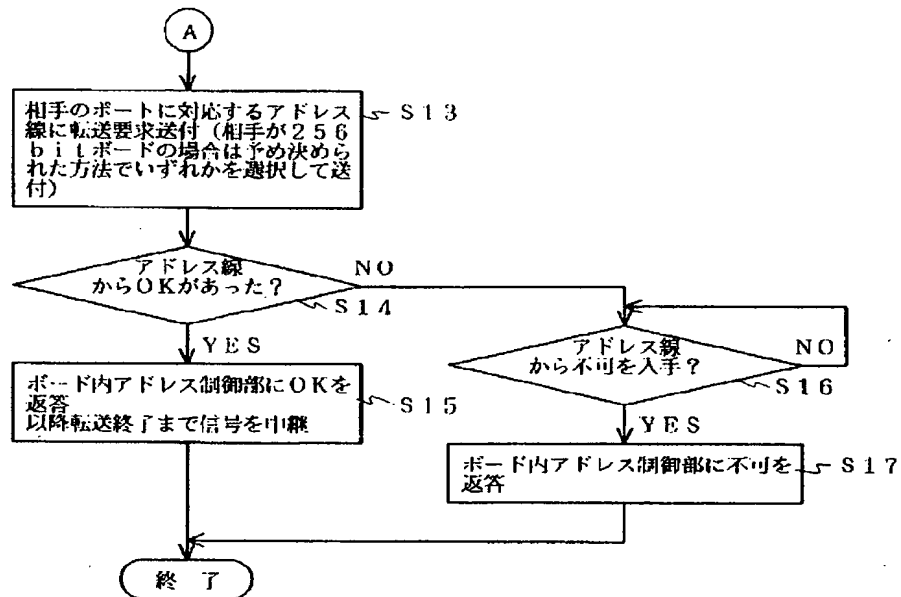 A
相手のポートに対応するアドレス
線に転送要求送付(相手が256
bitボードの場合は予め決めら
れた方法でいずれかを選択して送
付)
S13
アドレス線
からOKがあった?
NO
S14
YES
ボード内アドレス制御部にOKを
返答
以降転送終了まで信号を中継
S15
アドレス線
から不可を入手?
NO
S16
YES
ボード内アドレス制御部に不可を
返答
S17
終 了